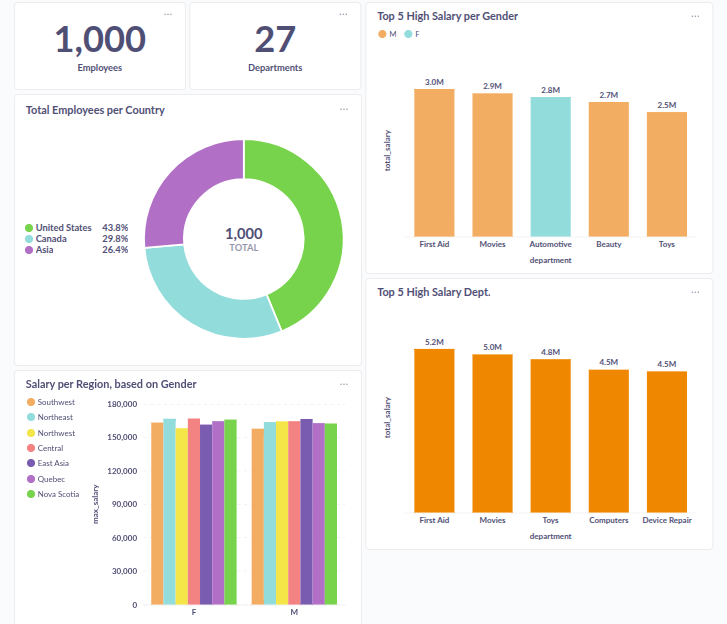 1,000
Employees
27
Departments
Total Employees per Country
United States 43.8%
Canada 29.8%
Asia 26.4%
1,000
TOTAL
Salary per Region, based on Gender
Southwest
Northeast
Northwest
Central
East Asia
Quebec
Nova Scotia
max_salary
180,000
150,000
120,000
90,000
60,000
30,000
0
F
M
Top 5 High Salary per Gender
M F
total_salary
3.0M
2.9M
2.8M
2.7M
2.5M
First Aid
Movies
Automotive
Beauty
Toys
department
Top 5 High Salary Dept.
total_salary
5.2M
5.0M
4.8M
4.5M
4.5M
First Aid
Movies
Toys
Computers
Device Repair
department